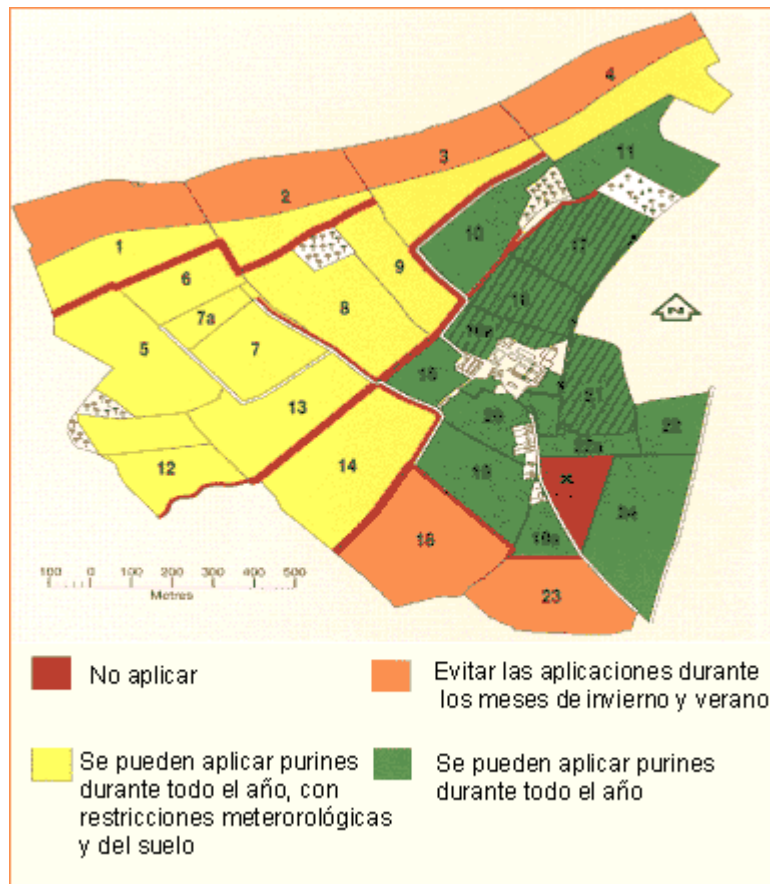 4
3
11
2
10
1
17
6
9
16
8
7a
5
7
15
21
13
20
22
14
12
19
24
18
23
100 0 100 200 300 400 500
Metres
No aplicar
Evitar las aplicaciones durante
los meses de invierno y verano
Se pueden aplicar purines
durante todo el año, con
restricciones meterorológicas
y del suelo
Se pueden aplicar purines
durante todo el año